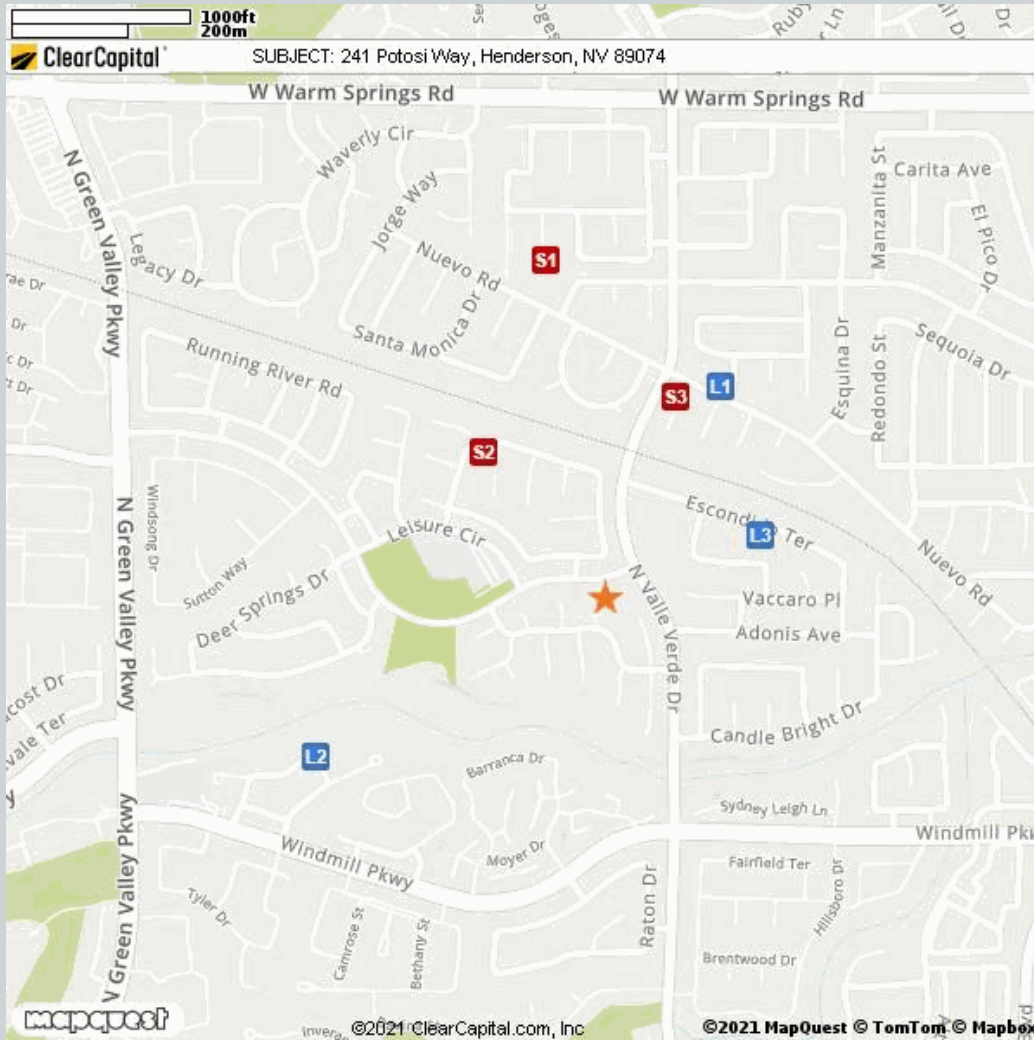 1000ft
200m
ClearCapital
SUBJECT: 241 Potosi Way, Henderson, NV 89074
W Warm Springs Rd
W Warm Springs Rd
Waverly Cir
Carita Ave
Manzanita St
N Green Valley Pkwy
Jorge Way
El Pico Dr
Legacy Dr
Nuevo Rd
S1
Santa Monica Dr
Esquina Dr
Redondo St
Sequoia Dr
Running River Rd
S3
L1
S2
Windsong Dr
N Green Valley Pkwy
Leisure Cir
Ter
L3
Nuevo Rd
Sutton Way
Deer Springs Dr
N Valle Verde Dr
Vaccaro Pl
Adonis Ave
Candle Bright Dr
L2
Barranca Dr
Sydney Leigh Ln
Windmill
Windmill Pkwy
Moyer Dr
Fairfield Ter
Hillsboro Dr
Green Valley Pkwy
Tyler Dr
Camrose St
Bethany St
Raton Dr
Brentwood Dr
mapquest
©2021 ClearCapital.com, Inc
©2021 MapQuest © TomTom © Mapbox